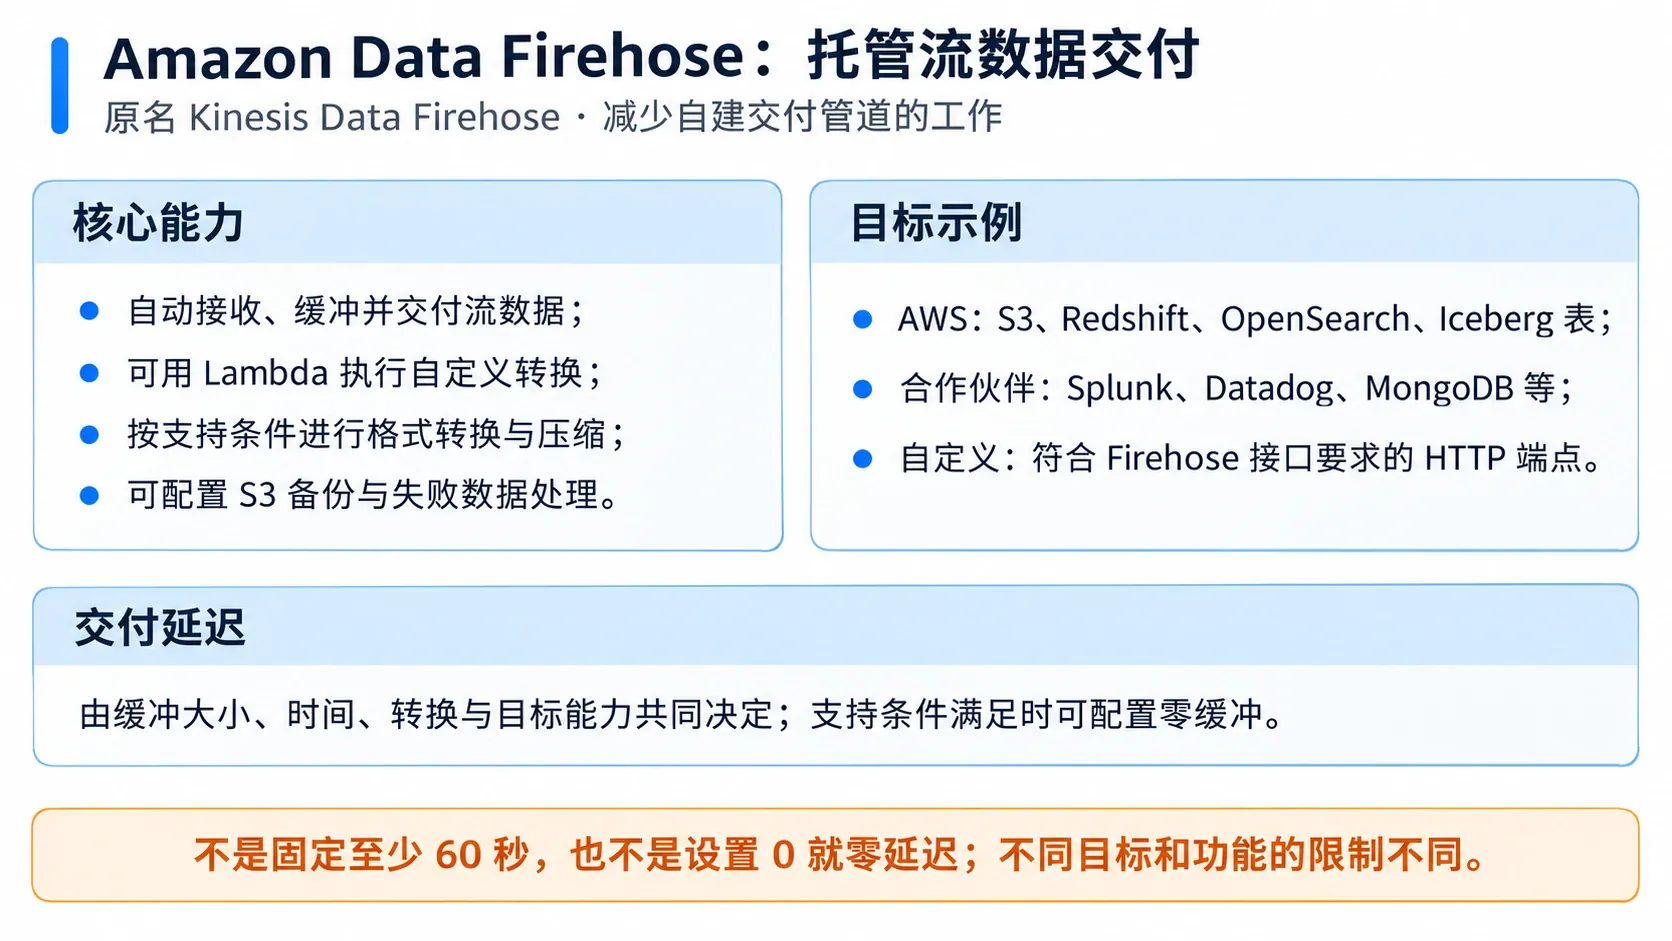 Amazon Data Firehose：托管流数据交付
原名 Kinesis Data Firehose · 减少自建交付管道的工作
核心能力
自动接收、缓冲并交付流数据；
可用 Lambda 执行自定义转换；
按支持条件进行格式转换与压缩；
可配置 S3 备份与失败数据处理。
目标示例
AWS：S3、Redshift、OpenSearch、Iceberg 表；
合作伙伴：Splunk、Datadog、MongoDB 等；
自定义：符合 Firehose 接口要求的 HTTP 端点。
交付延迟
由缓冲大小、时间、转换与目标能力共同决定；支持条件满足时可配置零缓冲。
不是固定至少 60 秒，也不是设置 0 就零延迟；不同目标和功能的限制不同。